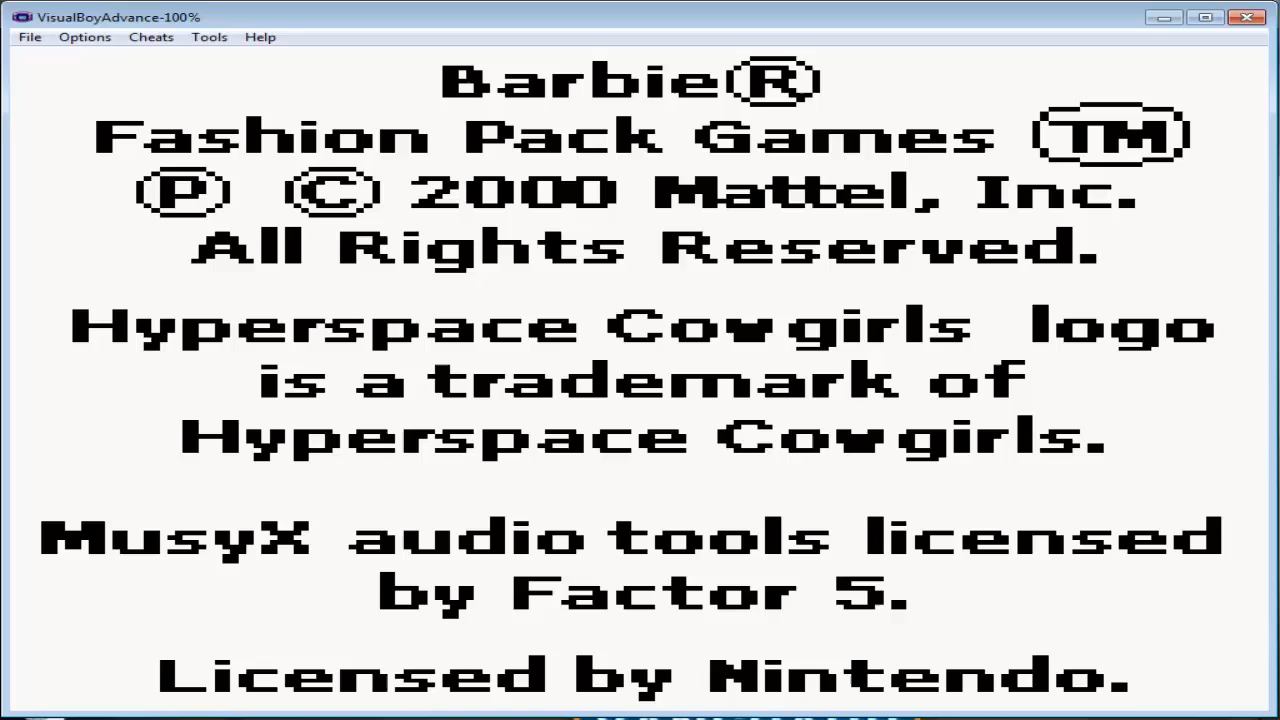 VisualBoyAdvance-100%
File Options Cheats Tools Help
Barbie®
Fashion Pack Games ™
℗ © 2000 Mattel, Inc.
All Rights Reserved.
Hyperspace Cowgirls logo
is a trademark of
Hyperspace Cowgirls.
MusyX audio tools licensed
by Factor 5.
Licensed by Nintendo.